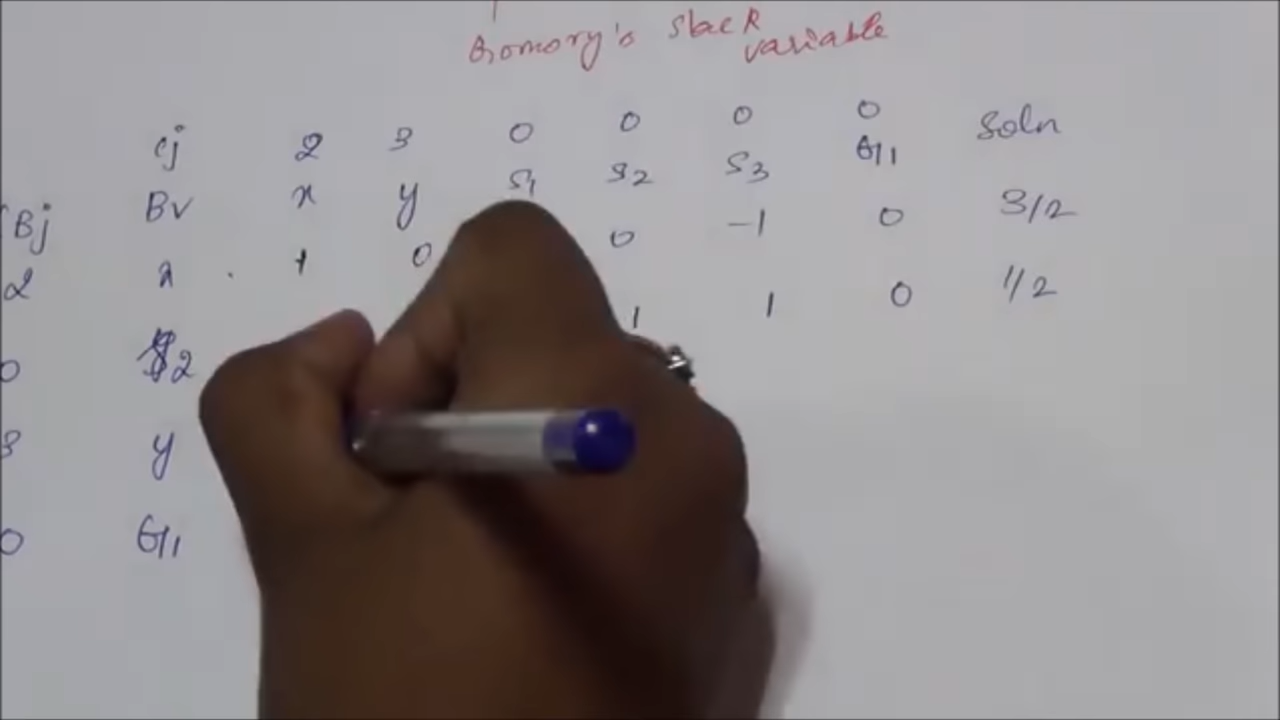 Gomory's slack variable
Cj 2 3 0 0 0 0 Soln
CBj BV x y S1 S2 S3 G1
2 x 1 0 0 -1 0 3/2
0 S2 1 1 0 1/2
3 y
0 G1